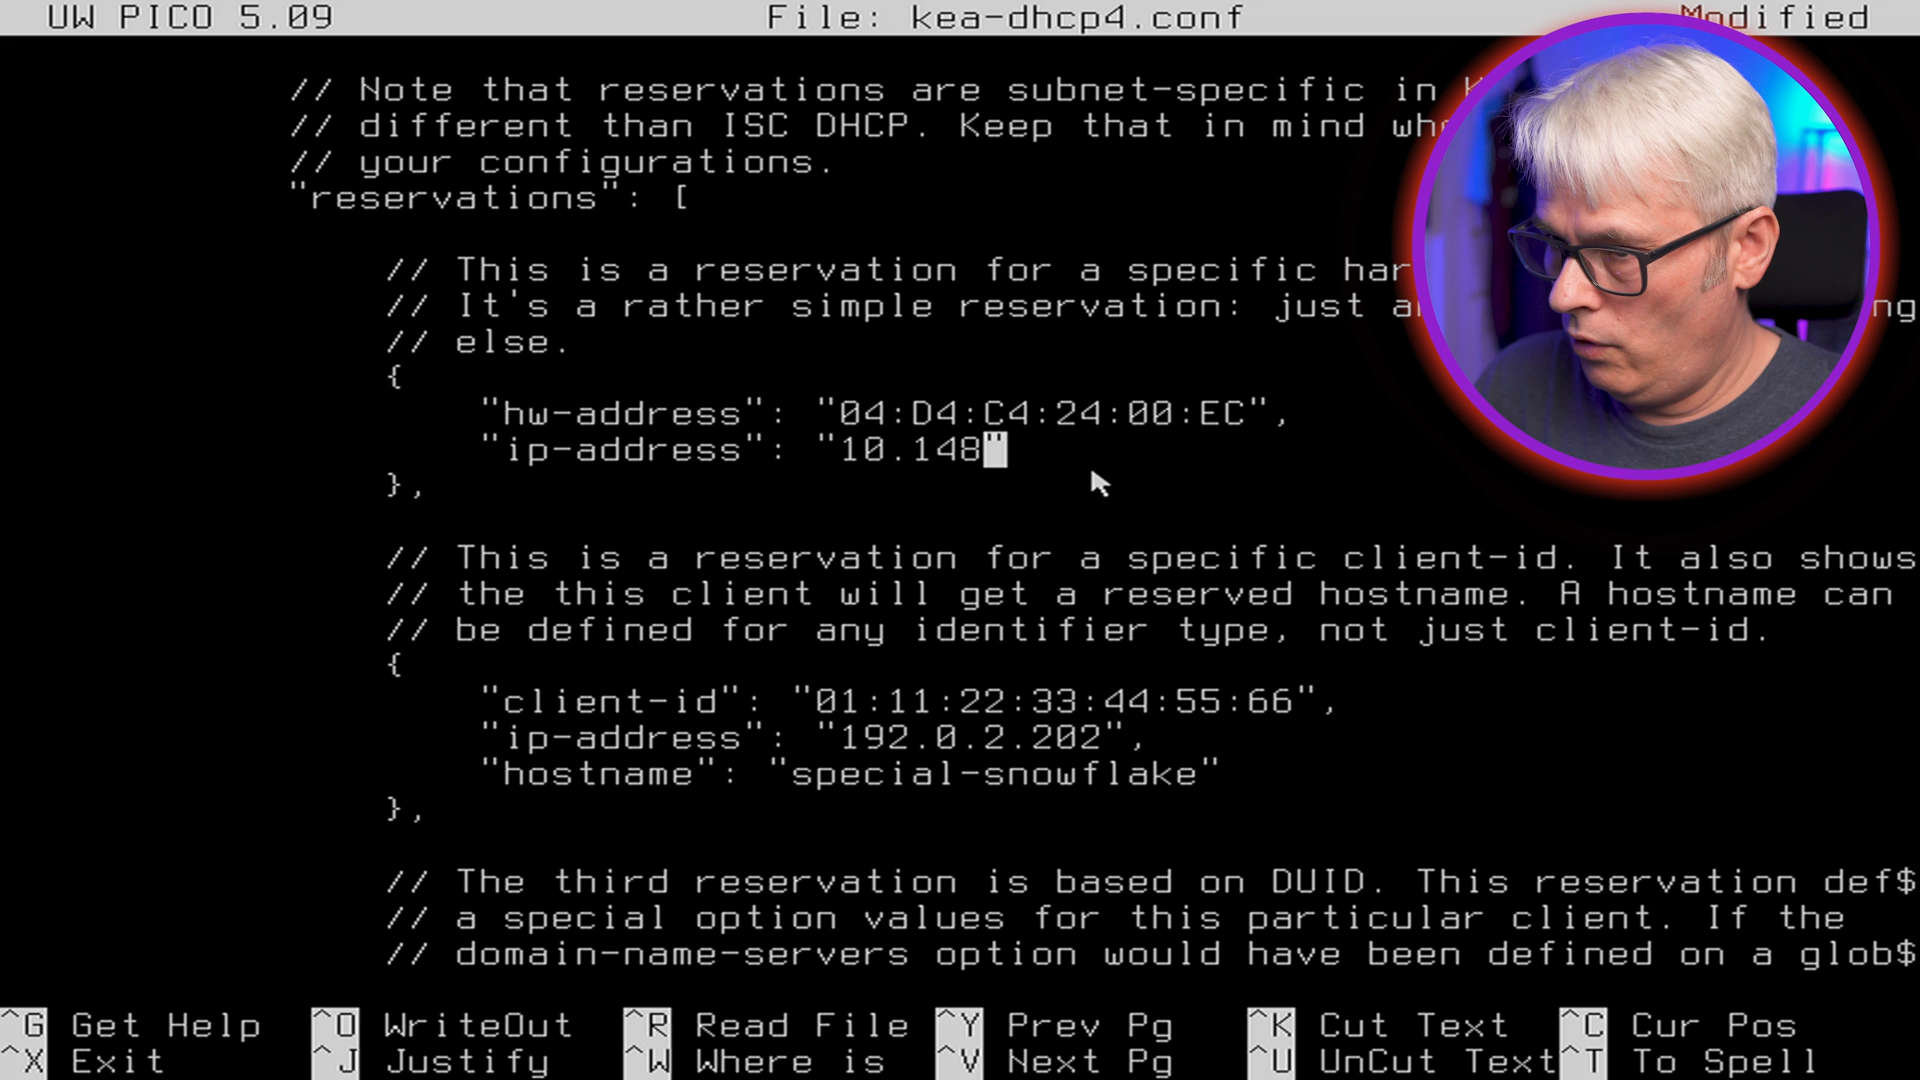 UW PICO 5.09 File: kea-dhcp4.conf Modified
// Note that reservations are subnet-specific in
// different than ISC DHCP. Keep that in mind
// your configurations.
"reservations": [
// This is a reservation for a specific
// It's a rather simple reservation: just
// else.
{
"hw-address": "04:D4:C4:24:00:EC",
"ip-address": "10.148"
},
// This is a reservation for a specific client-id. It also shows
// the this client will get a reserved hostname. A hostname can
// be defined for any identifier type, not just client-id.
{
"client-id": "01:11:22:33:44:55:66",
"ip-address": "192.0.2.202",
"hostname": "special-snowflake"
},
// The third reservation is based on DUID. This reservation def$
// a special option values for this particular client. If the
// domain-name-servers option would have been defined on a glob$
^G Get Help ^O WriteOut ^R Read File ^Y Prev Pg ^K Cut Text ^C Cur Pos
^X Exit ^J Justify ^W Where is ^V Next Pg ^U UnCut Text ^T To Spell